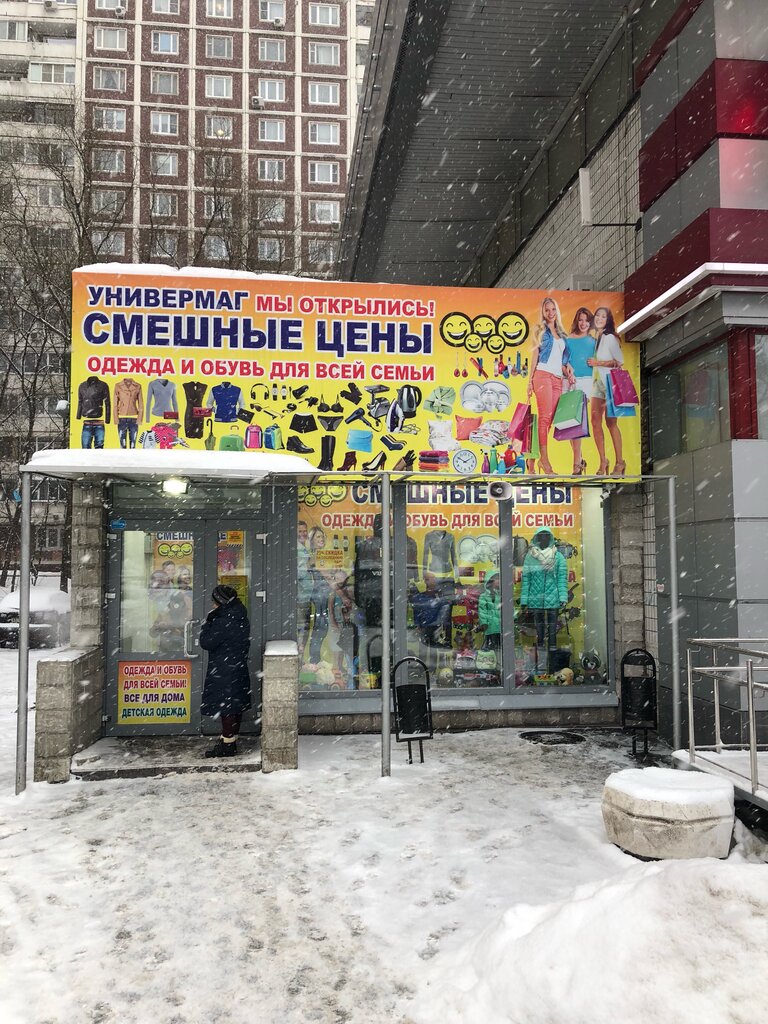 УНИВЕРМАГ МЫ ОТКРЫЛИСЬ!
СМЕШНЫЕ ЦЕНЫ
ОДЕЖДА И ОБУВЬ ДЛЯ ВСЕЙ СЕМЬИ
СМЕШНЫЕ ЦЕНЫ
ОДЕЖДА И ОБУВЬ ДЛЯ ВСЕЙ СЕМЬИ
СМЕШНЫЕ
ОДЕЖДА И ОБУВЬ
ДЛЯ ВСЕЙ СЕМЬИ!
ВСЕ ДЛЯ ДОМА
ДЕТСКАЯ ОДЕЖДА